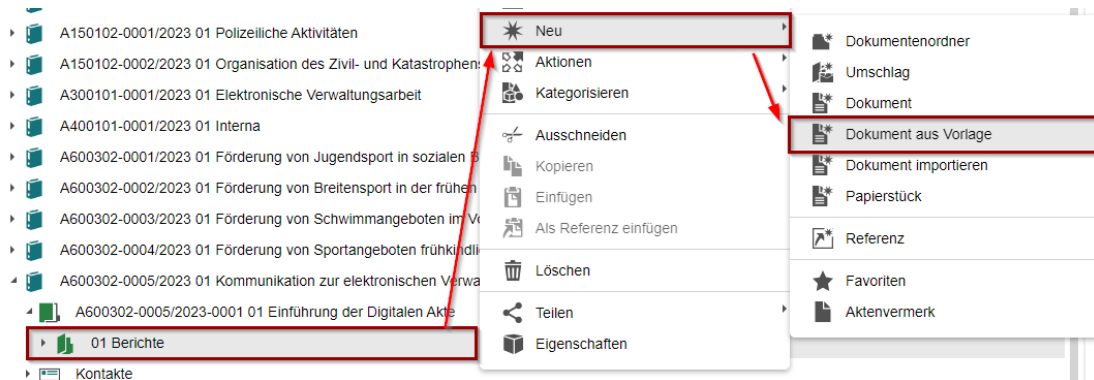 A150102-0001/2023 01 Polizeiliche Aktivitäten
A150102-0002/2023 01 Organisation des Zivil- und Katastrophens
A300101-0001/2023 01 Elektronische Verwaltungsarbeit
A400101-0001/2023 01 Interna
A600302-0001/2023 01 Förderung von Jugendsport in sozialen B
A600302-0002/2023 01 Förderung von Breitensport in der frühen
A600302-0003/2023 01 Förderung von Schwimmangeboten im Vo
A600302-0004/2023 01 Förderung von Sportangeboten frühkindli
A600302-0005/2023 01 Kommunikation zur elektronischen Verwa
A600302-0005/2023-0001 01 Einführung der Digitalen Akte
01 Berichte
Kontakte
Neu
Aktionen
Kategorisieren
Ausschneiden
Kopieren
Einfügen
Als Referenz einfügen
Löschen
Teilen
Eigenschaften
Dokumentenordner
Umschlag
Dokument
Dokument aus Vorlage
Dokument importieren
Papierstück
Referenz
Favoriten
Aktenvermerk